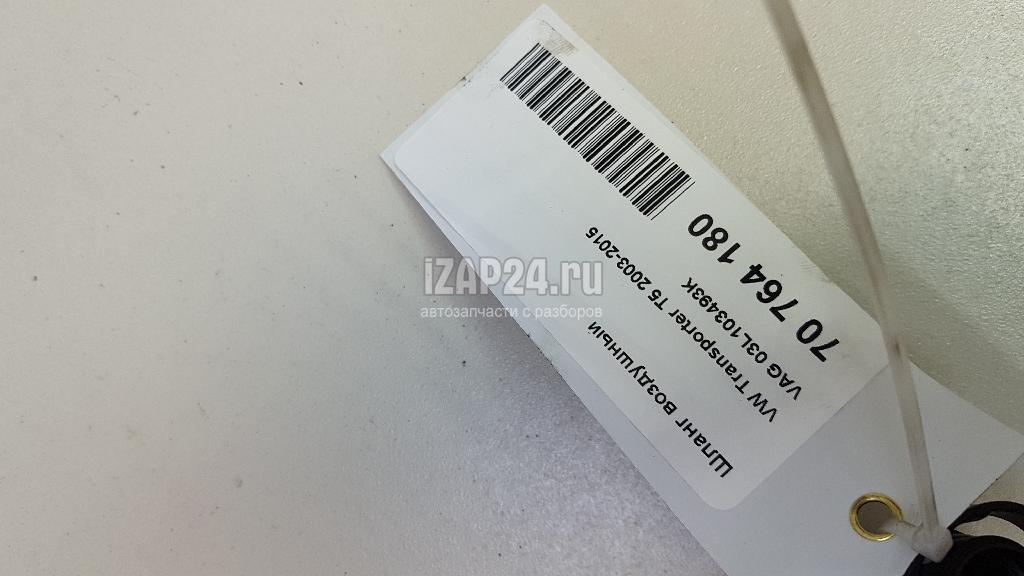 70 764 180
VAG 03L103493K
VW Transporter T5 2003-2015
Шланг воздушный
iZAP24.ru
автозапчасти с разборов